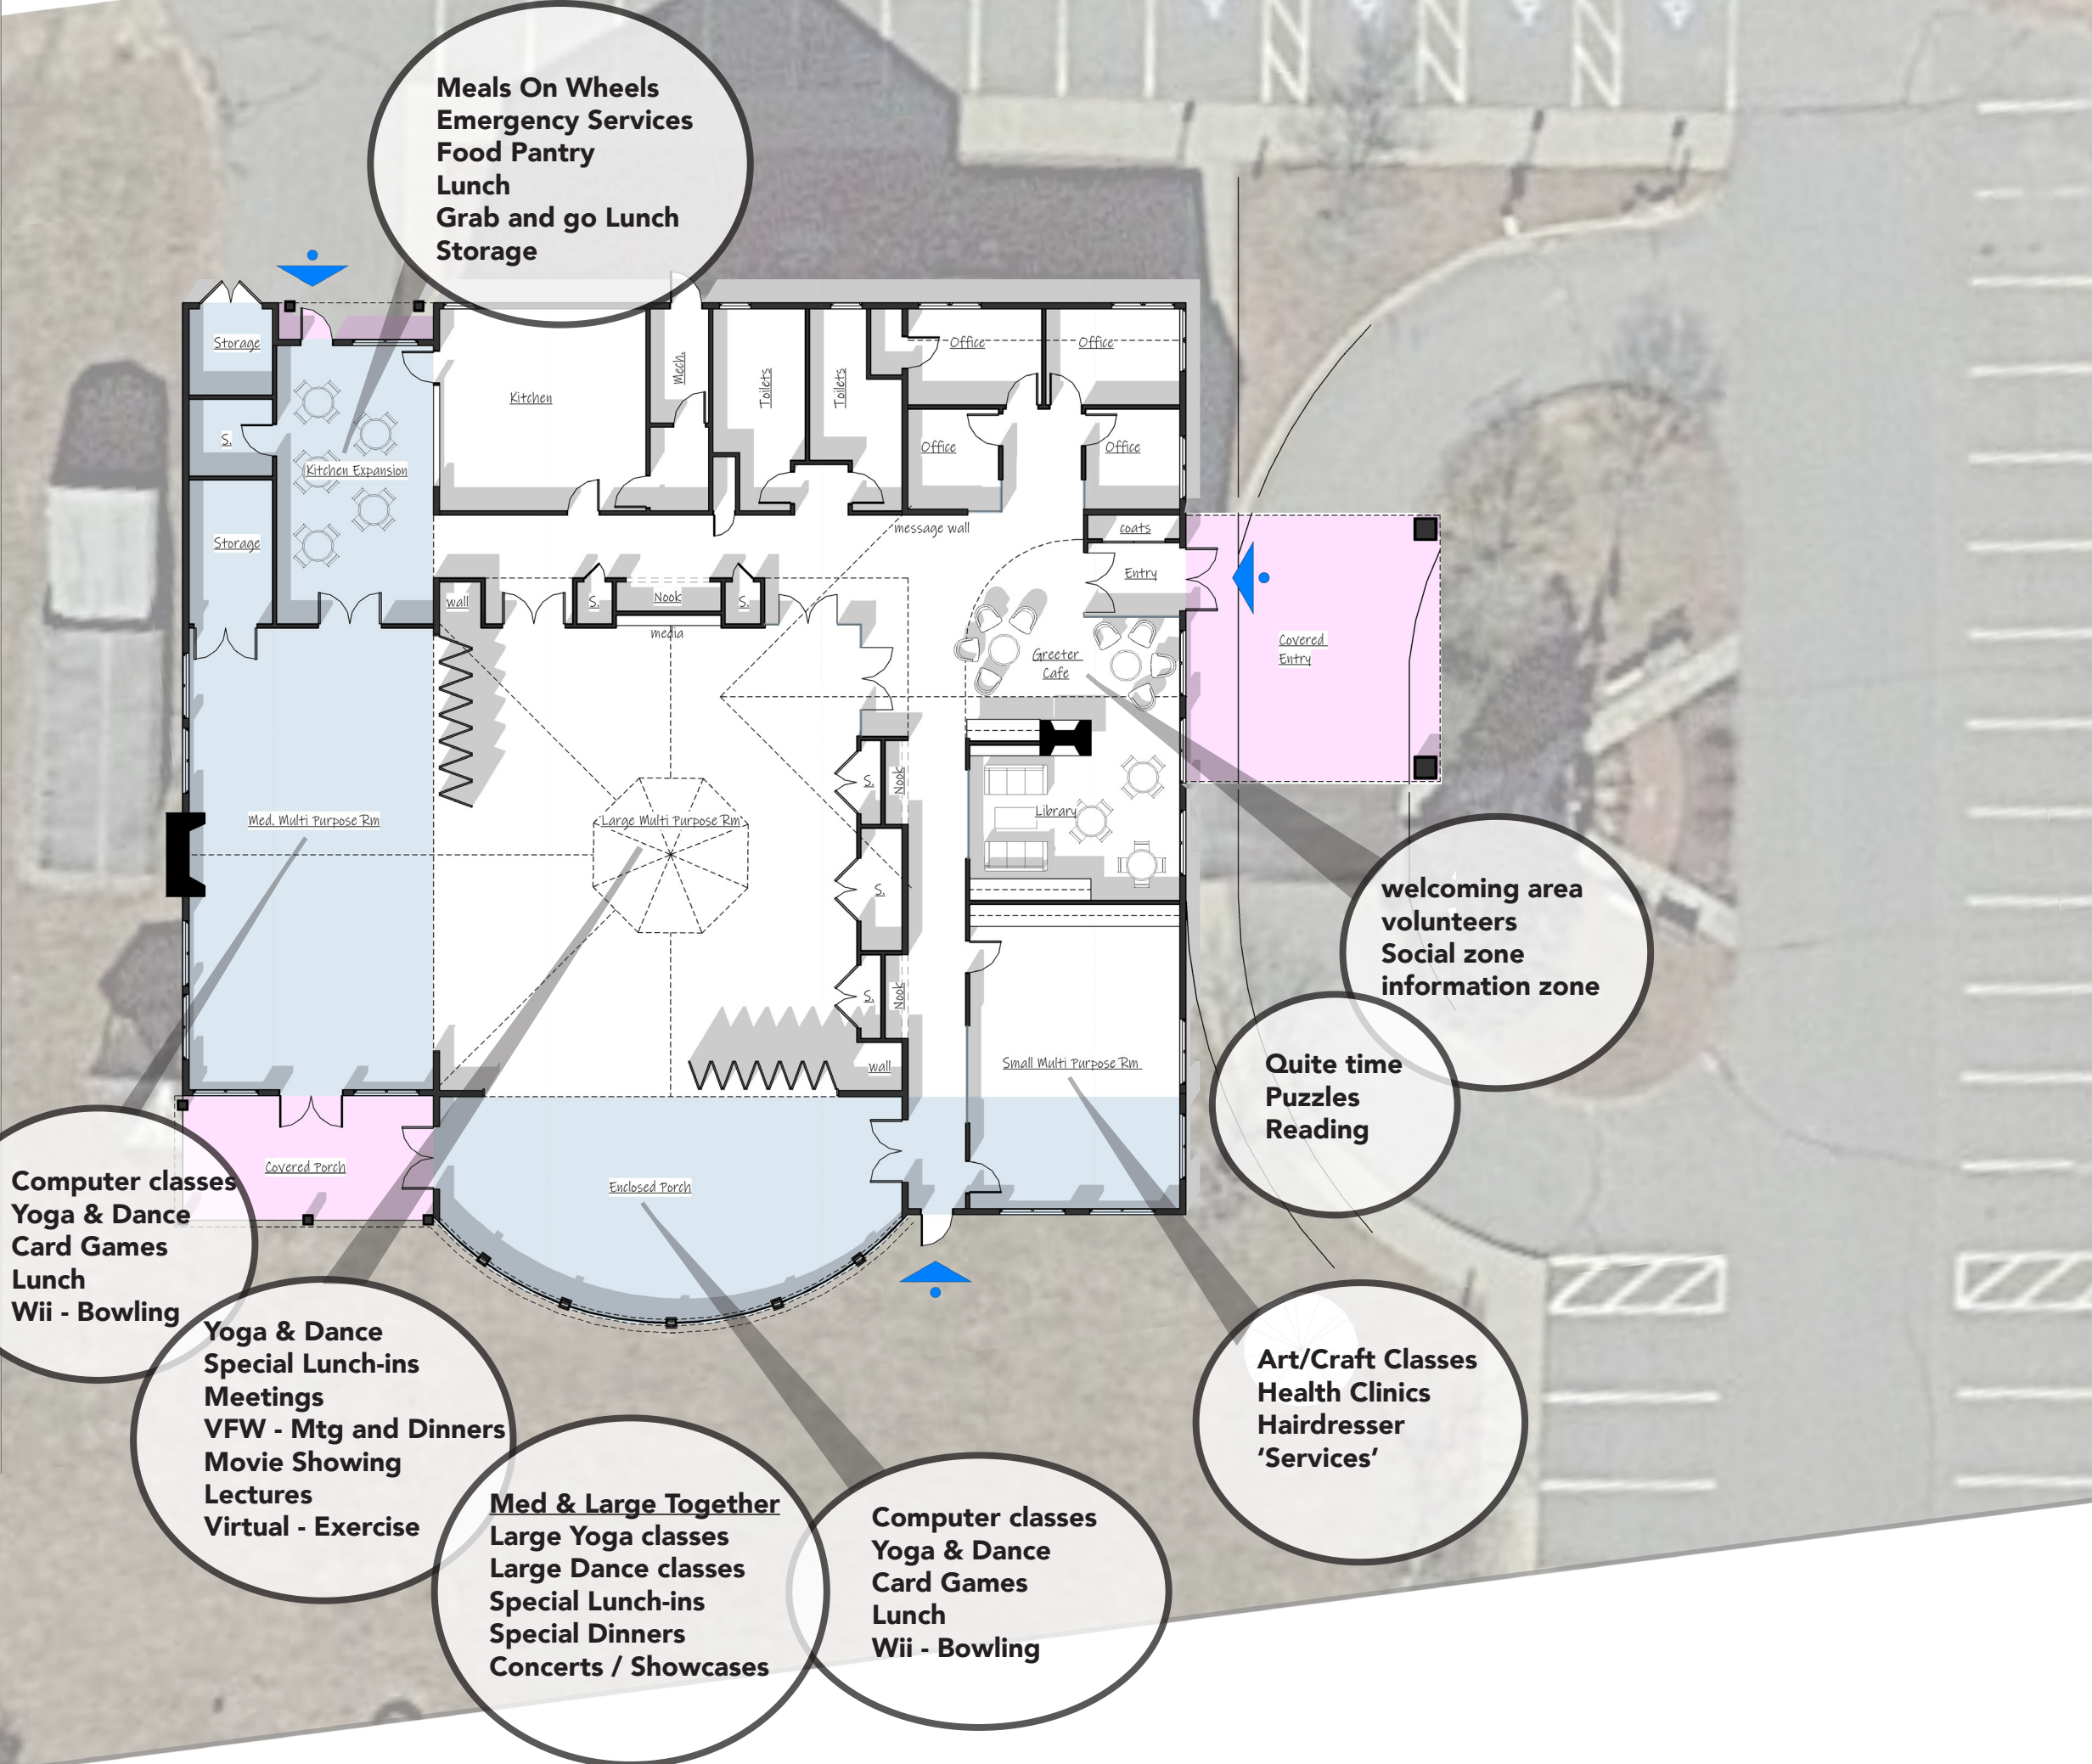 Meals On Wheels
Emergency Services
Food Pantry
Lunch
Grab and go Lunch
Storage
Storage
S.
Kitchen Expansion
Storage
Kitchen
Mech.
Toilets
Toilets
Office
Office
Office
Office
message wall
coats
Entry
Covered
Entry
wall
S.
Nook
S.
media
Greeter
Cafe
Med. Multi Purpose Rm
Large Multi Purpose Rm
S.
Nook
S.
S.
Nook
wall
Library
Small Multi Purpose Rm
Covered Porch
Enclosed Porch
welcoming area
volunteers
Social zone
information zone
Quite time
Puzzles
Reading
Computer classes
Yoga & Dance
Card Games
Lunch
Wii - Bowling
Yoga & Dance
Special Lunch-ins
Meetings
VFW - Mtg and Dinners
Movie Showing
Lectures
Virtual - Exercise
Med & Large Together
Large Yoga classes
Large Dance classes
Special Lunch-ins
Special Dinners
Concerts / Showcases
Computer classes
Yoga & Dance
Card Games
Lunch
Wii - Bowling
Art/Craft Classes
Health Clinics
Hairdresser
‘Services’